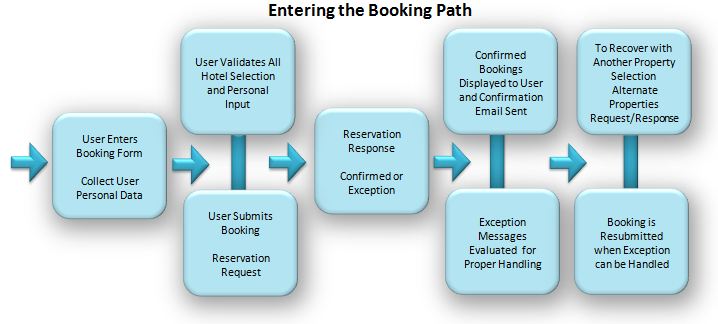 Entering the Booking Path
User Enters
Booking Form
Collect User
Personal Data
User Validates All
Hotel Selection
and Personal
Input
User Submits
Booking
Reservation
Request
Reservation
Response
Confirmed or
Exception
Confirmed
Bookings
Displayed to User
and Confirmation
Email Sent
Exception
Messages
Evaluated for
Proper Handling
To Recover with
Another Property
Selection
Alternate
Properties
Request/Response
Booking is
Resubmitted
when Exception
can be Handled